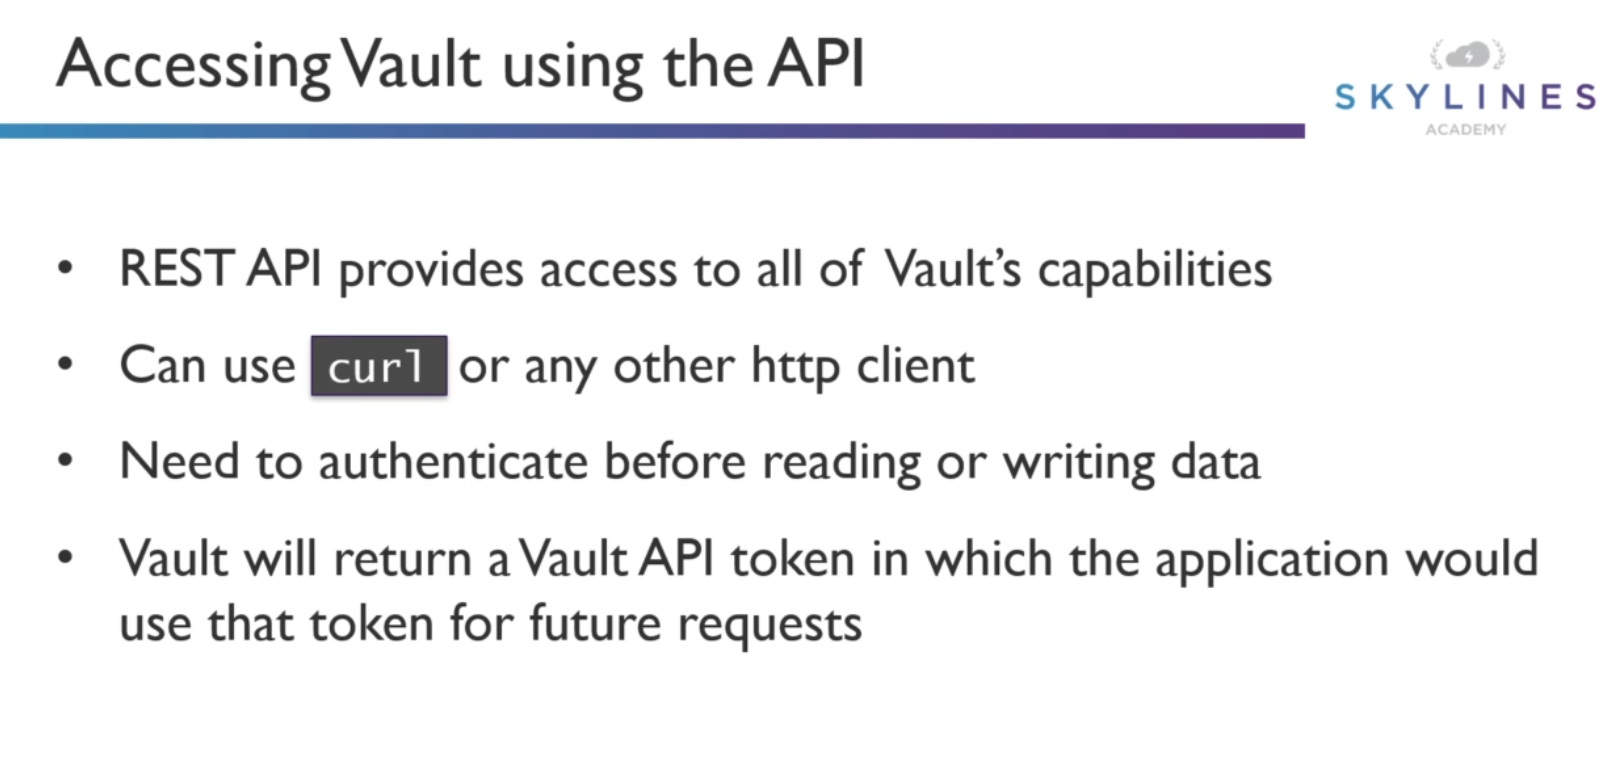 Accessing Vault using the API
SKYLINES
ACADEMY
• REST API provides access to all of Vault’s capabilities
• Can use curl or any other http client
• Need to authenticate before reading or writing data
• Vault will return a Vault API token in which the application would
use that token for future requests